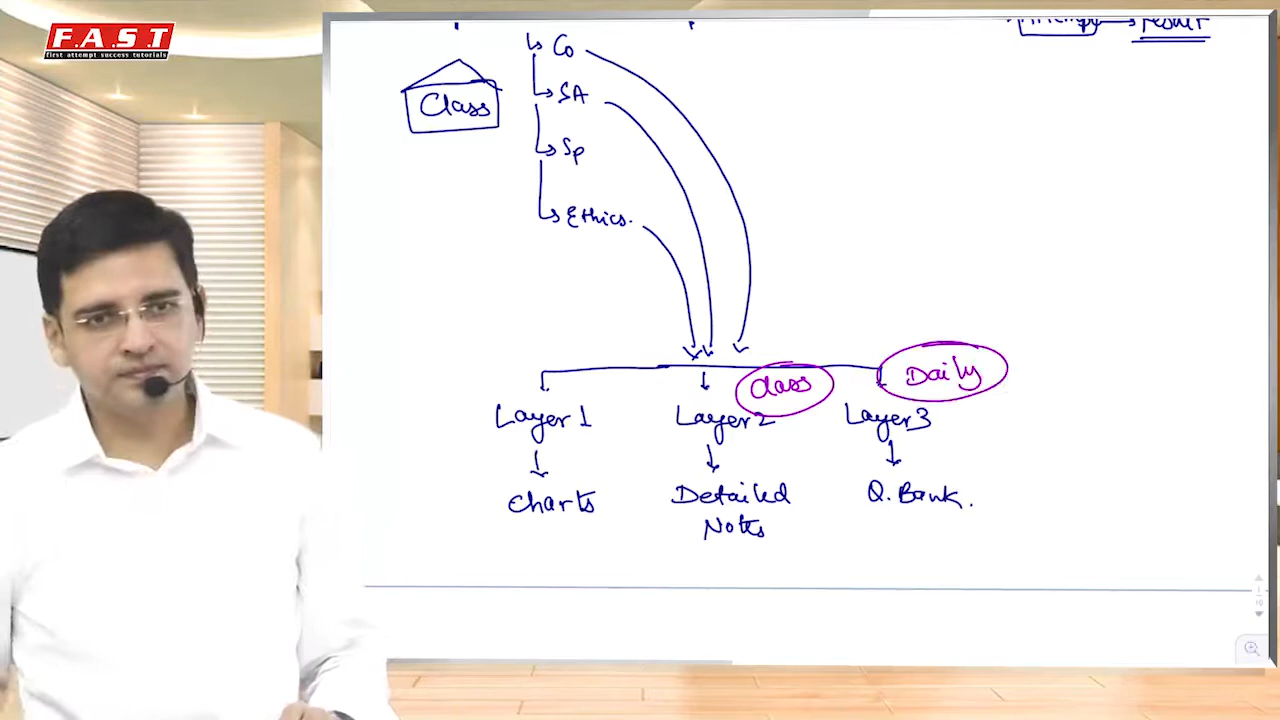 F.A.S.T
first attempt success tutorials
result
Co
Class
SA
Sp
Ethics.
Class
Daily
Layer 1
Layer 2
Layer 3
Charts
Detailed
Notes
Q. Bank.